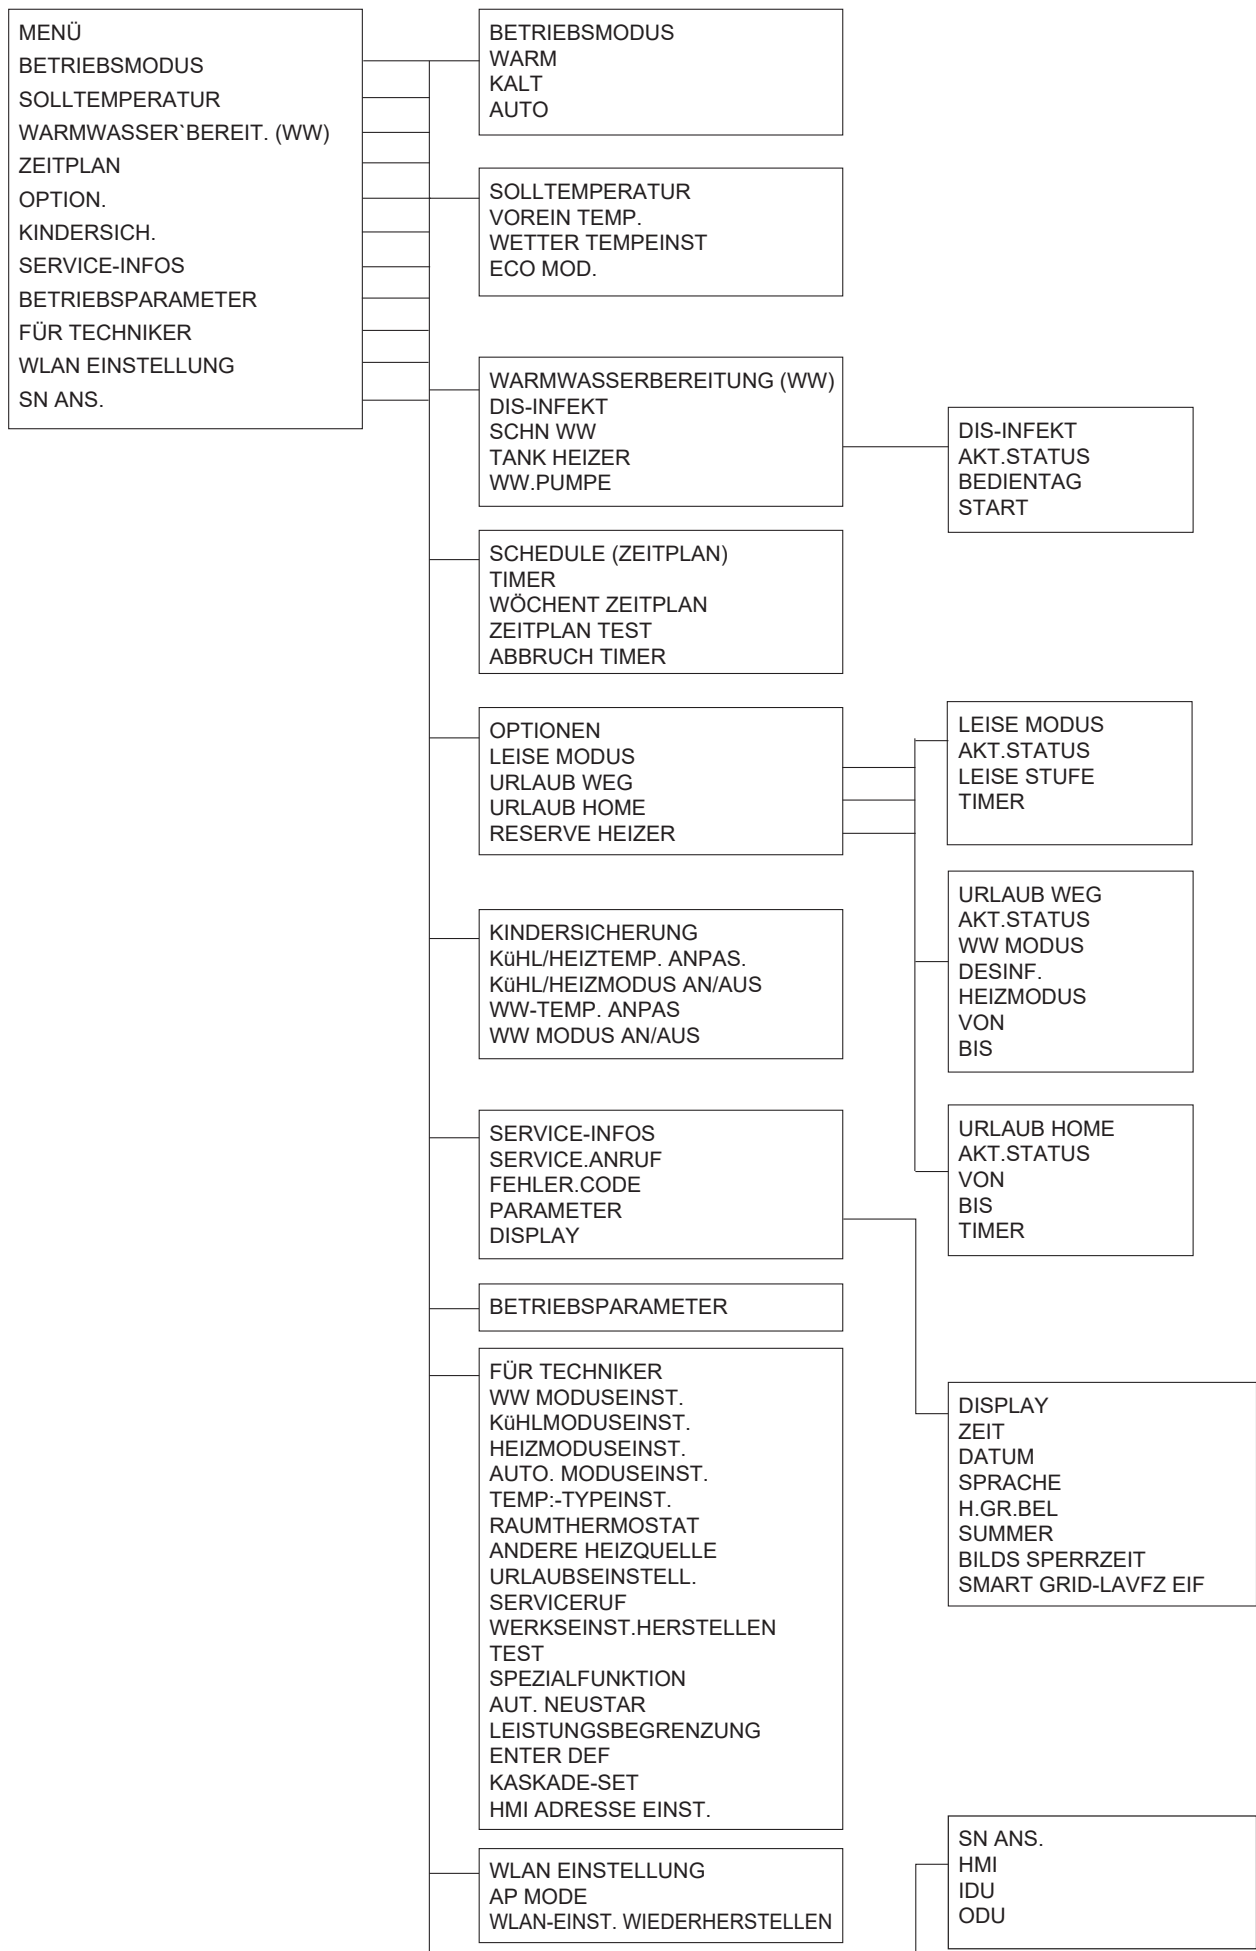 MENÜ
BETRIEBSMODUS
SOLLTEMPERATUR
WARMWASSER`BEREIT. (WW)
ZEITPLAN
OPTION.
KINDERSICH.
SERVICE-INFOS
BETRIEBSPARAMETER
FÜR TECHNIKER
WLAN EINSTELLUNG
SN ANS.
BETRIEBSMODUS
WARM
KALT
AUTO
SOLLTEMPERATUR
VOREIN TEMP.
WETTER TEMPEINST
ECO MOD.
WARMWASSERBEREITUNG (WW)
DIS-INFEKT
SCHN WW
TANK HEIZER
WW.PUMPE
DIS-INFEKT
AKT.STATUS
BEDIENTAG
START
SCHEDULE (ZEITPLAN)
TIMER
WÖCHENT ZEITPLAN
ZEITPLAN TEST
ABBRUCH TIMER
OPTIONEN
LEISE MODUS
URLAUB WEG
URLAUB HOME
RESERVE HEIZER
LEISE MODUS
AKT.STATUS
LEISE STUFE
TIMER
URLAUB WEG
AKT.STATUS
WW MODUS
DESINF.
HEIZMODUS
VON
BIS
URLAUB HOME
AKT.STATUS
VON
BIS
TIMER
KINDERSICHERUNG
KüHL/HEIZTEMP. ANPAS.
KüHL/HEIZMODUS AN/AUS
WW-TEMP. ANPAS
WW MODUS AN/AUS
SERVICE-INFOS
SERVICE.ANRUF
FEHLER.CODE
PARAMETER
DISPLAY
DISPLAY
ZEIT
DATUM
SPRACHE
H.GR.BEL
SUMMER
BILDS SPERRZEIT
SMART GRID-LAVFZ EIF
BETRIEBSPARAMETER
FÜR TECHNIKER
WW MODUSEINST.
KüHLMODUSEINST.
HEIZMODUSEINST.
AUTO. MODUSEINST.
TEMP:-TYPEINST.
RAUMTHERMOSTAT
ANDERE HEIZQUELLE
URLAUBSEINSTELL.
SERVICERUF
WERKSEINST.HERSTELLEN
TEST
SPEZIALFUNKTION
AUT. NEUSTAR
LEISTUNGSBEGRENZUNG
ENTER DEF
KASKADE-SET
HMI ADRESSE EINST.
WLAN EINSTELLUNG
AP MODE
WLAN-EINST. WIEDERHERSTELLEN
SN ANS.
HMI
IDU
ODU